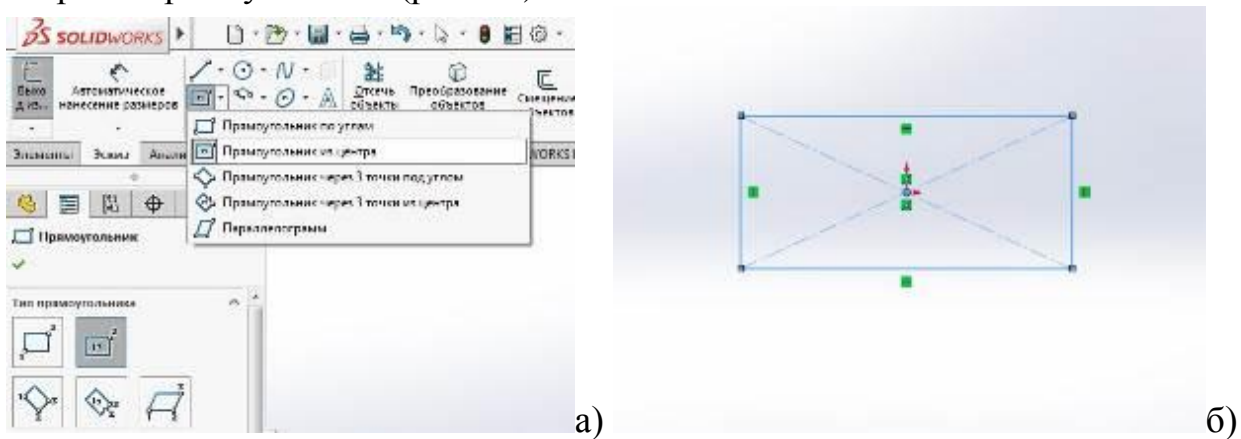 SOLIDWORKS
Автоматическое
нанесение размеров
Отсечь
объекты
Преобразование
объектов
Прямоугольник по углам
Прямоугольник из центра
Прямоугольник через 3 точки под углом
Прямоугольник через 3 точки из центра
Параллелограмм
Элементы Эскиз
Прямоугольник
Тип прямоугольника
а)
б)